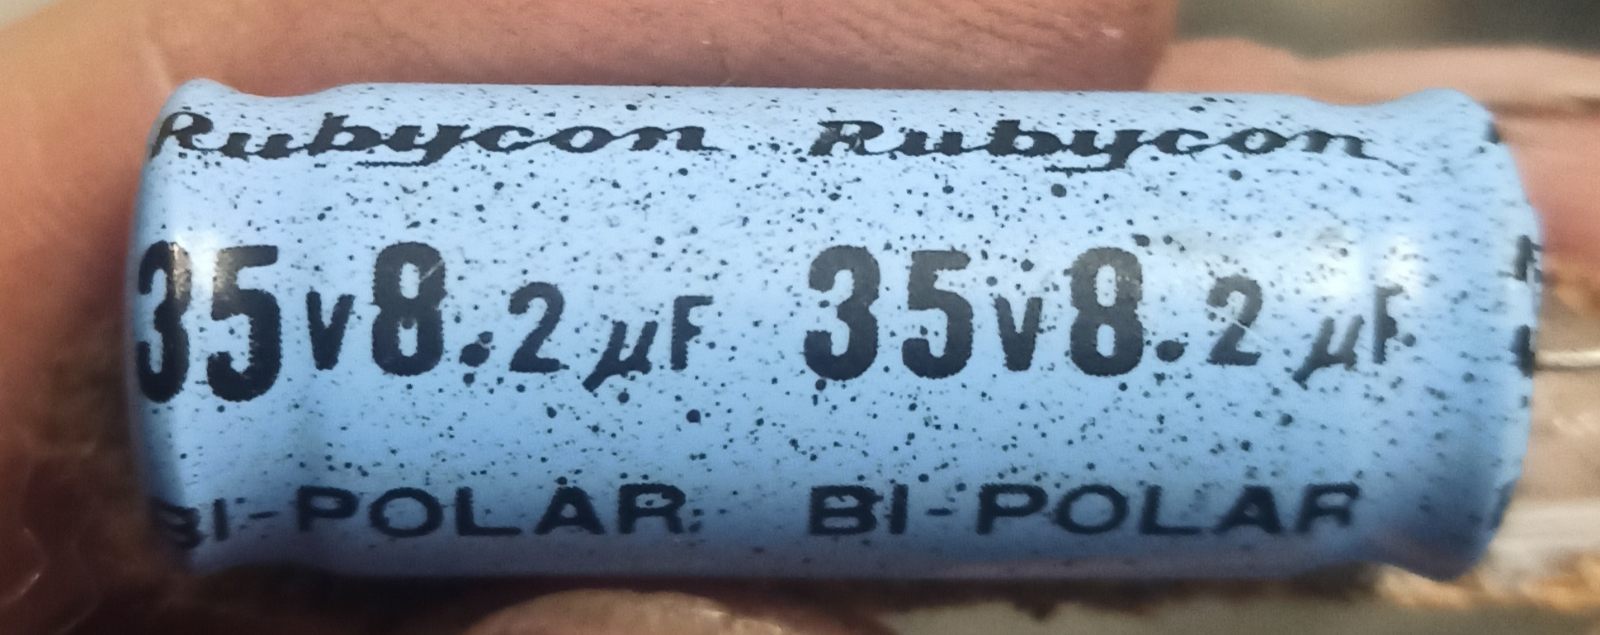 Rubycon Rubycon
35V8.2µF 35V8.2µF
BI-POLAR BI-POLAR